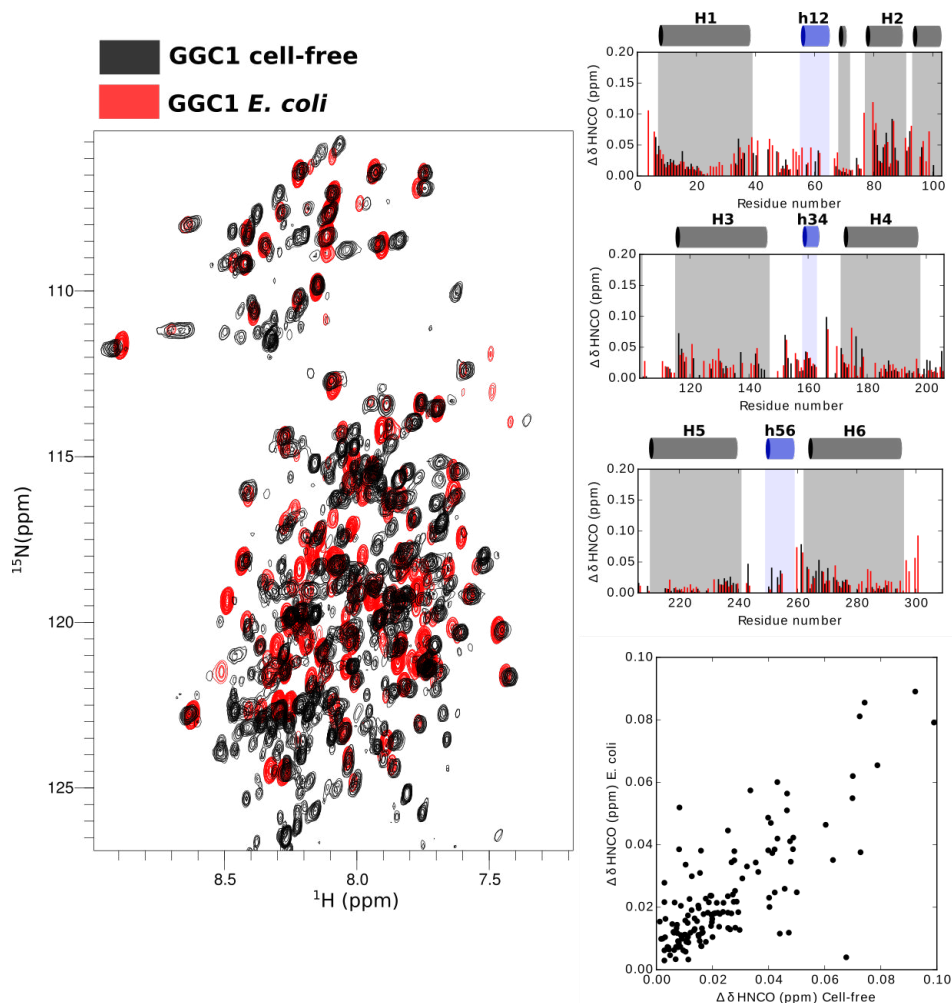 GGC1 cell-free
GGC1 E. coli
110
115
120
125
15N(ppm)
8.5 8.0 7.5
1H (ppm)
H1 h12 H2
0.20
0.15
0.10
0.05
0.00
0 20 40 60 80 100
Δ δ HNCO (ppm)
Residue number
H3 h34 H4
0.20
0.15
0.10
0.05
0.00
120 140 160 180 200
Δ δ HNCO (ppm)
Residue number
H5 h56 H6
0.20
0.15
0.10
0.05
0.00
220 240 260 280 300
Δ δ HNCO (ppm)
Residue number
0.10
0.08
0.06
0.04
0.02
0.00
0.00 0.02 0.04 0.06 0.08 0.10
Δ δ HNCO (ppm) E. coli
Δ δ HNCO (ppm) Cell-free